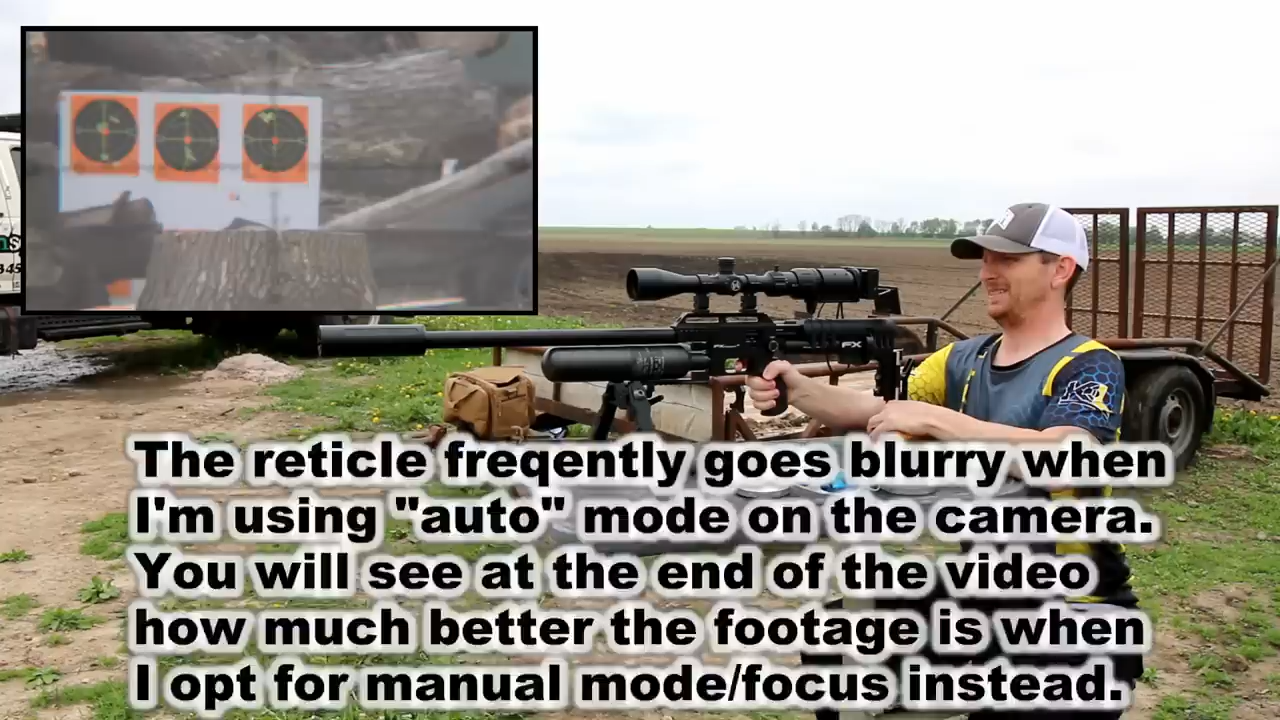 The reticle freqently goes blurry when
I'm using "auto" mode on the camera.
You will see at the end of the video
how much better the footage is when
I opt for manual mode/focus instead.
FX